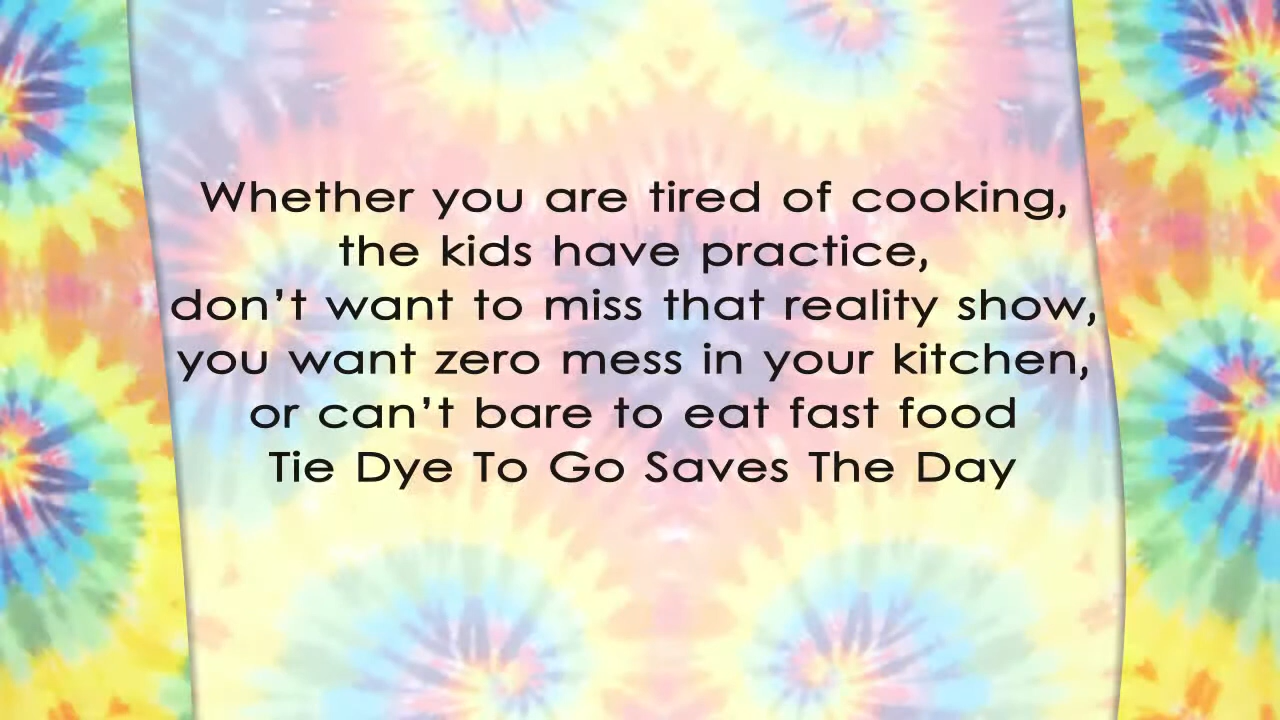 Whether you are tired of cooking,
the kids have practice,
don’t want to miss that reality show,
you want zero mess in your kitchen,
or can’t bare to eat fast food
Tie Dye To Go Saves The Day